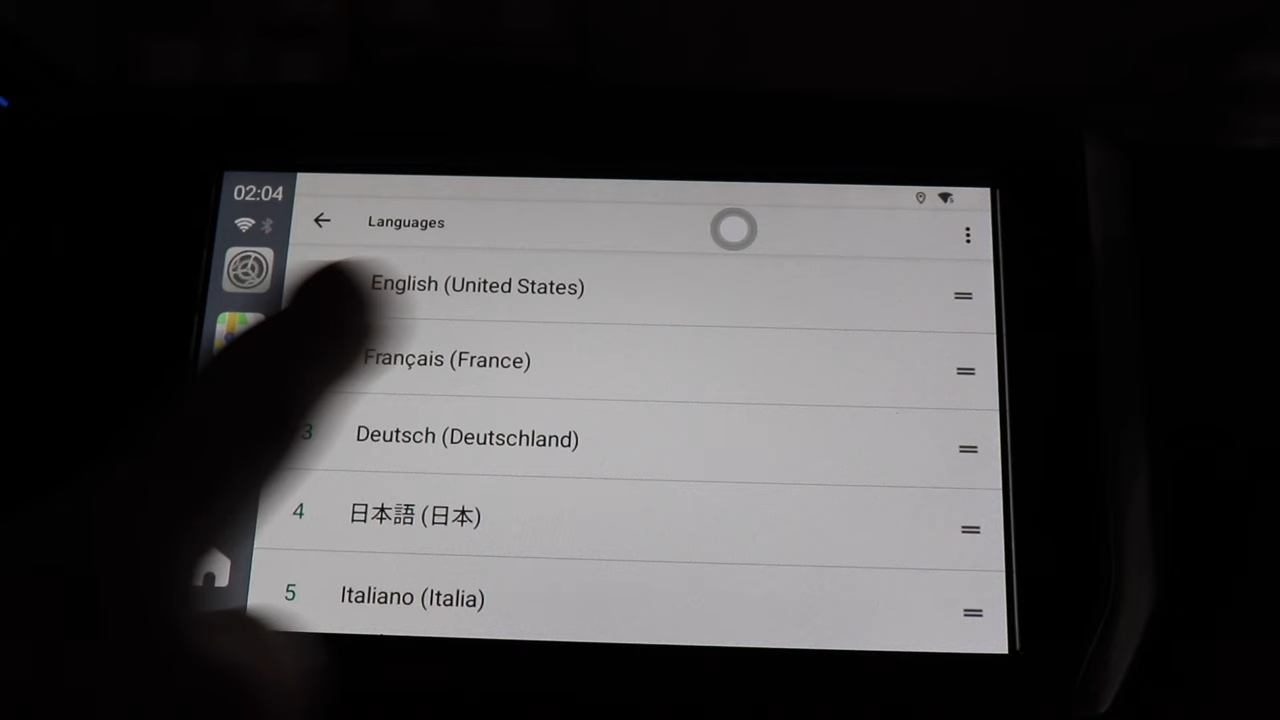 02:04
Languages
English (United States)
Français (France)
3 Deutsch (Deutschland)
4 日本語 (日本)
5 Italiano (Italia)